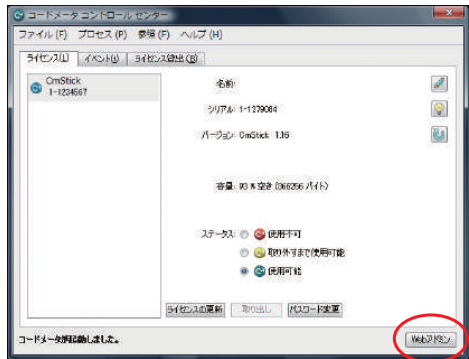 コードメータ コントロール センター
ファイル(F) プロセス(P) 参照(F) ヘルプ(H)
ライセンス(L) イベント(I) ライセンス貸出(B)
CmStick
1-1234567
名前:
シリアル: 1-1279084
バージョン: CmStick 1.16
容量: 93 % 空き (366256 バイト)
ステータス: 使用不可
取り外すまで使用可能
使用可能
ライセンスの更新 取り出し パスワード変更
コードメータが起動しました。
Webアドミン